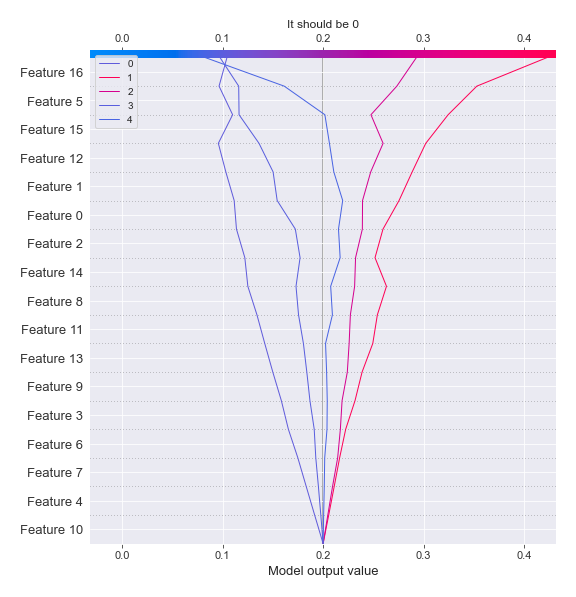 It should be 0
0.0 0.1 0.2 0.3 0.4
0
1
2
3
4
Feature 16
Feature 5
Feature 15
Feature 12
Feature 1
Feature 0
Feature 2
Feature 14
Feature 8
Feature 11
Feature 13
Feature 9
Feature 3
Feature 6
Feature 7
Feature 4
Feature 10
0.0 0.1 0.2 0.3 0.4
Model output value